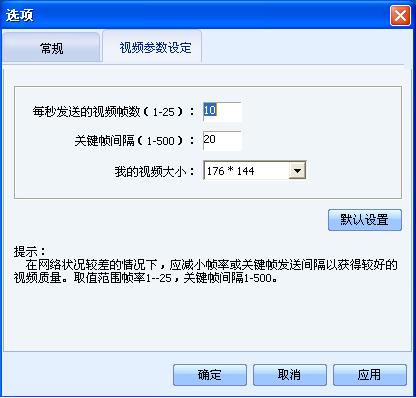 选项
常规 视频参数设定
每秒发送的视频帧数（1-25）： 10
关键帧间隔（1-500）： 20
我的视频大小： 176 * 144
默认设置
提示：
在网络状况较差的情况下，应减小帧率或关键帧发送间隔以获得较好的
视频质量。取值范围帧率1--25，关键帧间隔1-500。
确定 取消 应用